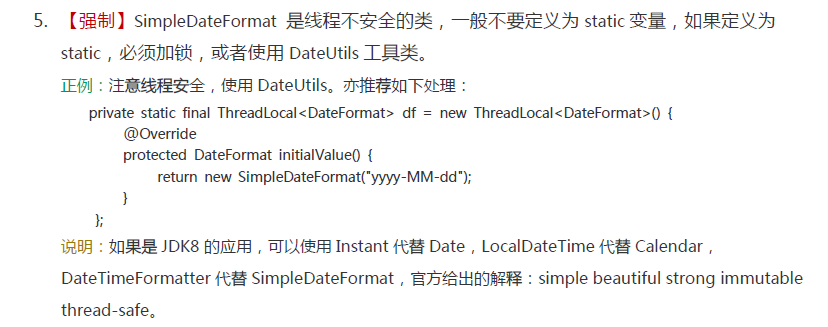 5. 【强制】SimpleDateFormat 是线程不安全的类，一般不要定义为 static 变量，如果定义为
static，必须加锁，或者使用 DateUtils 工具类。
正例：注意线程安全，使用 DateUtils。亦推荐如下处理：
private static final ThreadLocal<DateFormat> df = new ThreadLocal<DateFormat>() {
@Override
protected DateFormat initialValue() {
return new SimpleDateFormat("yyyy-MM-dd");
}
};
说明：如果是 JDK8 的应用，可以使用 Instant 代替 Date，LocalDateTime 代替 Calendar，
DateTimeFormatter 代替 SimpleDateFormat，官方给出的解释：simple beautiful strong immutable
thread-safe。